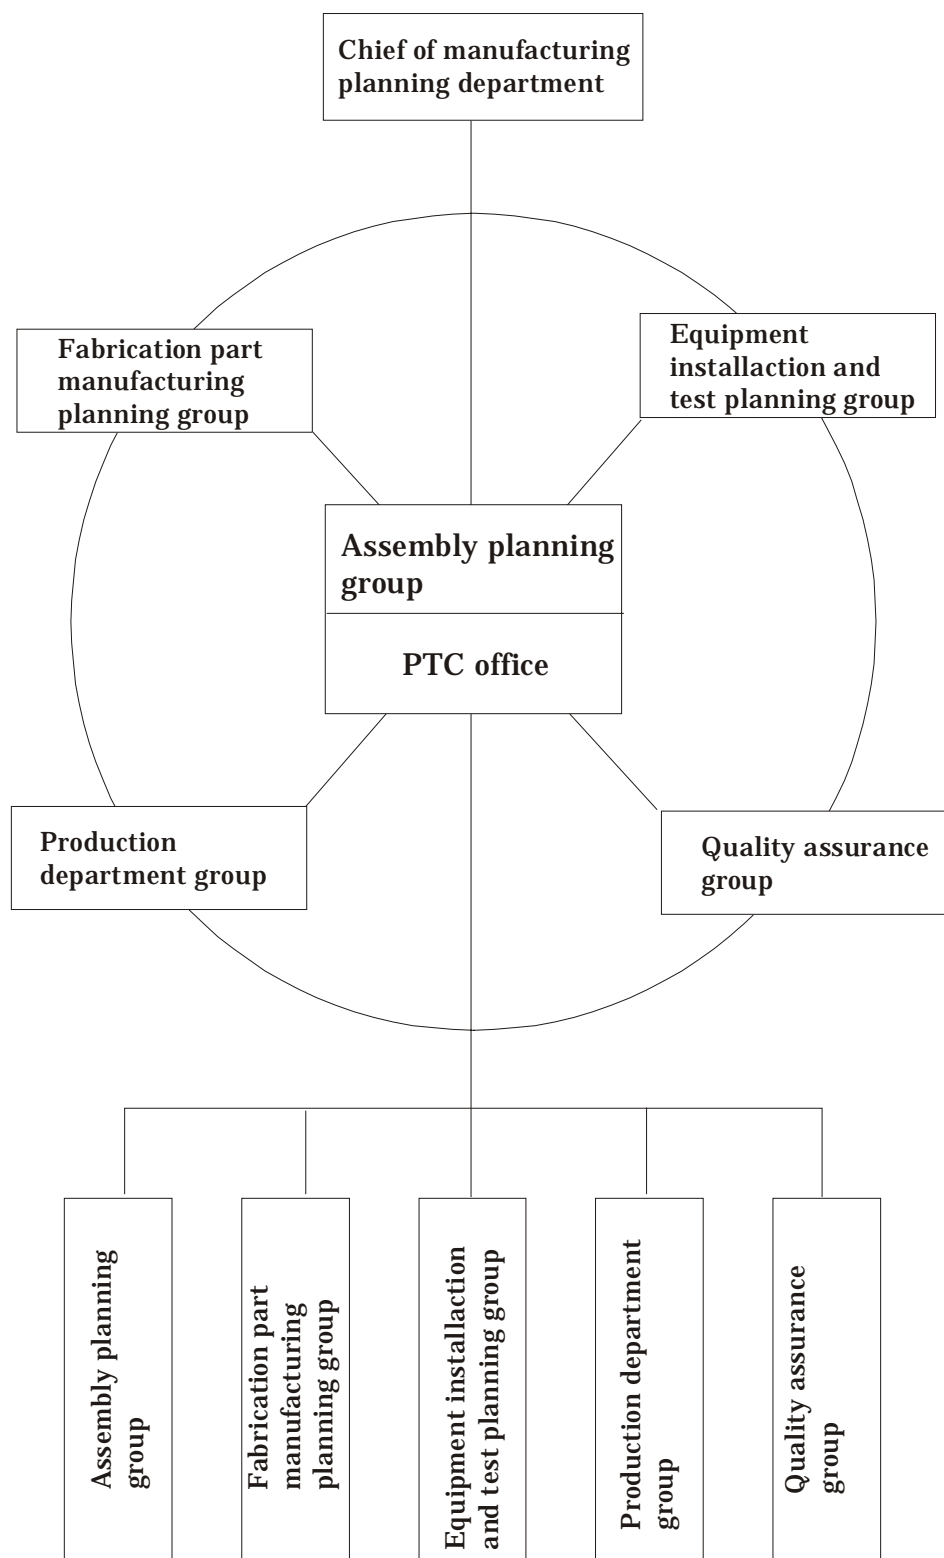 Chief of manufacturing
planning department
Fabrication part
manufacturing
planning group
Equipment
installaction and
test planning group
Assembly planning
group
PTC office
Production
department group
Quality assurance
group
Assembly planning
group
Fabrication part
manufacturing
planning group
Equipment installaction
and test planning group
Production department
group
Quality assurance
group